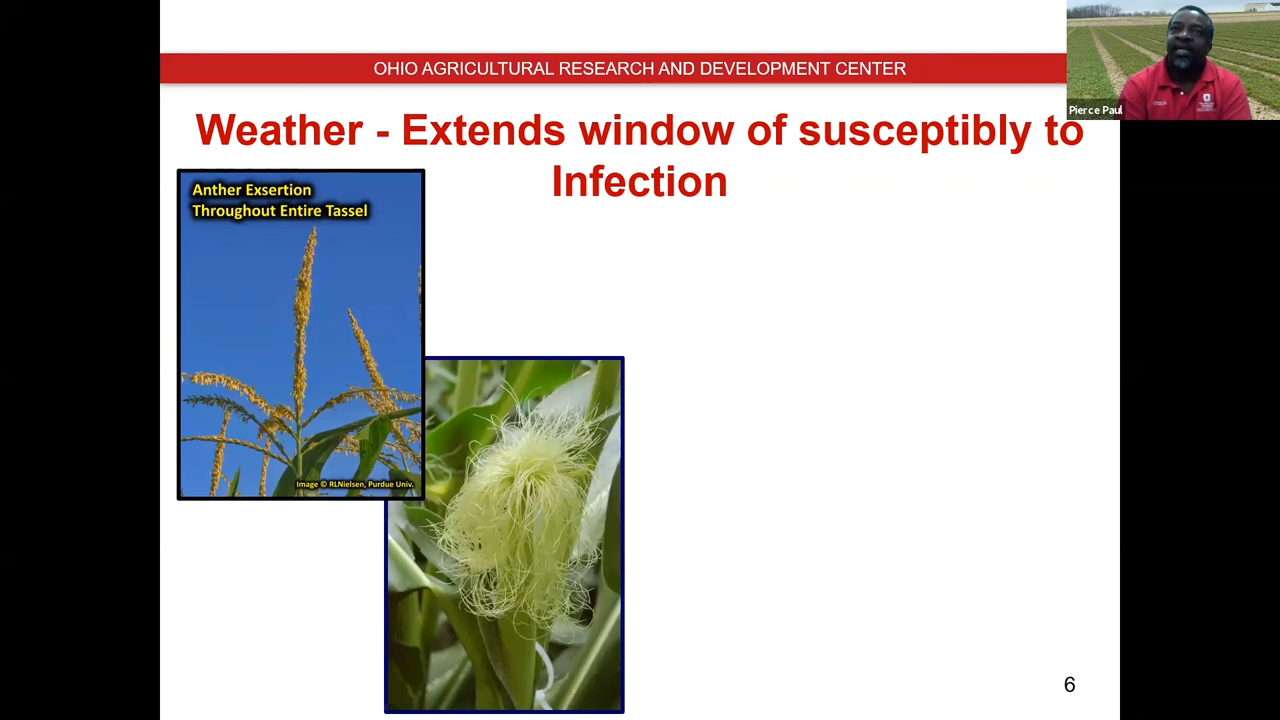 OHIO AGRICULTURAL RESEARCH AND DEVELOPMENT CENTER
Pierce Paul
Weather - Extends window of susceptibly to
Infection
Anther Exsertion
Throughout Entire Tassel
Image © RLNielsen, Purdue Univ.
6